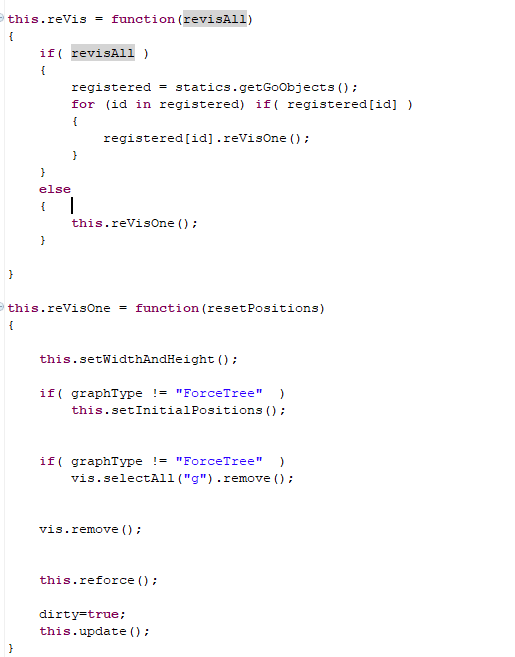 this.reVis = function(revisAll)
{
if( revisAll )
{
registered = statics.getGoObjects();
for (id in registered) if( registered[id] )
{
registered[id].reVisOne();
}
}
else
{
this.reVisOne();
}
}
this.reVisOne = function(resetPositions)
{
this.setWidthAndHeight();
if( graphType != "ForceTree"  )
this.setInitialPositions();
if( graphType != "ForceTree"  )
vis.selectAll("g").remove();
vis.remove();
this.reforce();
dirty=true;
this.update();
}